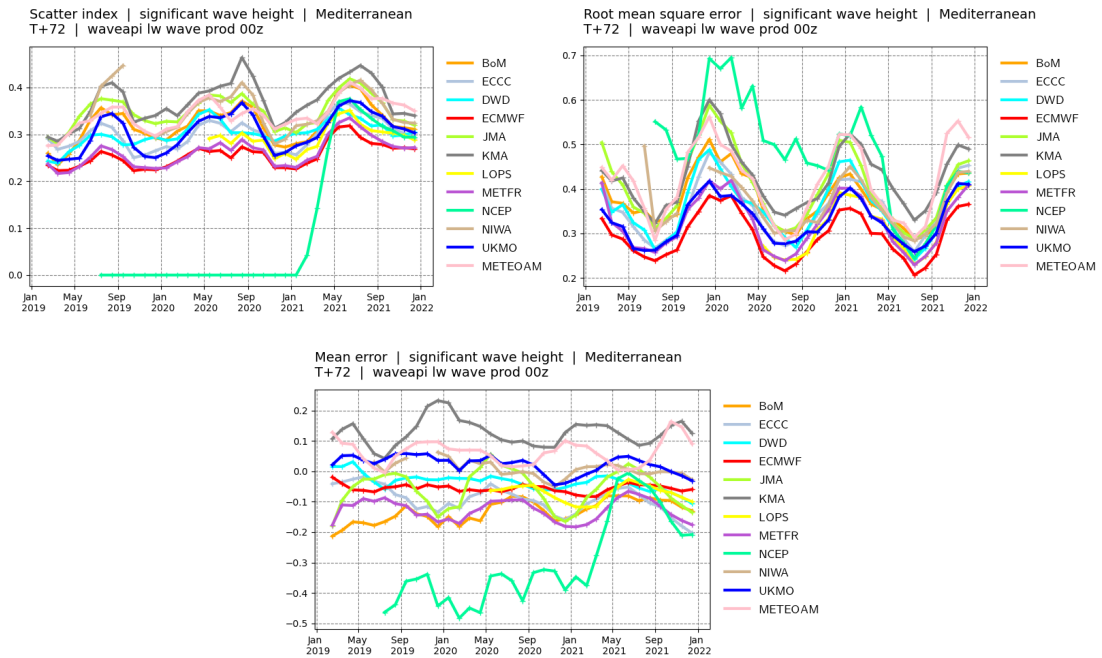 Scatter index | significant wave height | Mediterranean
T+72 | waveapi lw wave prod 00z
0.4
0.3
0.2
0.1
0.0
Jan 2019
May 2019
Sep 2019
Jan 2020
May 2020
Sep 2020
Jan 2021
May 2021
Sep 2021
Jan 2022
BoM
ECCC
DWD
ECMWF
JMA
KMA
LOPS
METFR
NCEP
NIWA
UKMO
METEOAM
Root mean square error | significant wave height | Mediterranean
T+72 | waveapi lw wave prod 00z
0.7
0.6
0.5
0.4
0.3
0.2
Jan 2019
May 2019
Sep 2019
Jan 2020
May 2020
Sep 2020
Jan 2021
May 2021
Sep 2021
Jan 2022
BoM
ECCC
DWD
ECMWF
JMA
KMA
LOPS
METFR
NCEP
NIWA
UKMO
METEOAM
Mean error | significant wave height | Mediterranean
T+72 | waveapi lw wave prod 00z
0.2
0.1
0.0
−0.1
−0.2
−0.3
−0.4
−0.5
Jan 2019
May 2019
Sep 2019
Jan 2020
May 2020
Sep 2020
Jan 2021
May 2021
Sep 2021
Jan 2022
BoM
ECCC
DWD
ECMWF
JMA
KMA
LOPS
METFR
NCEP
NIWA
UKMO
METEOAM